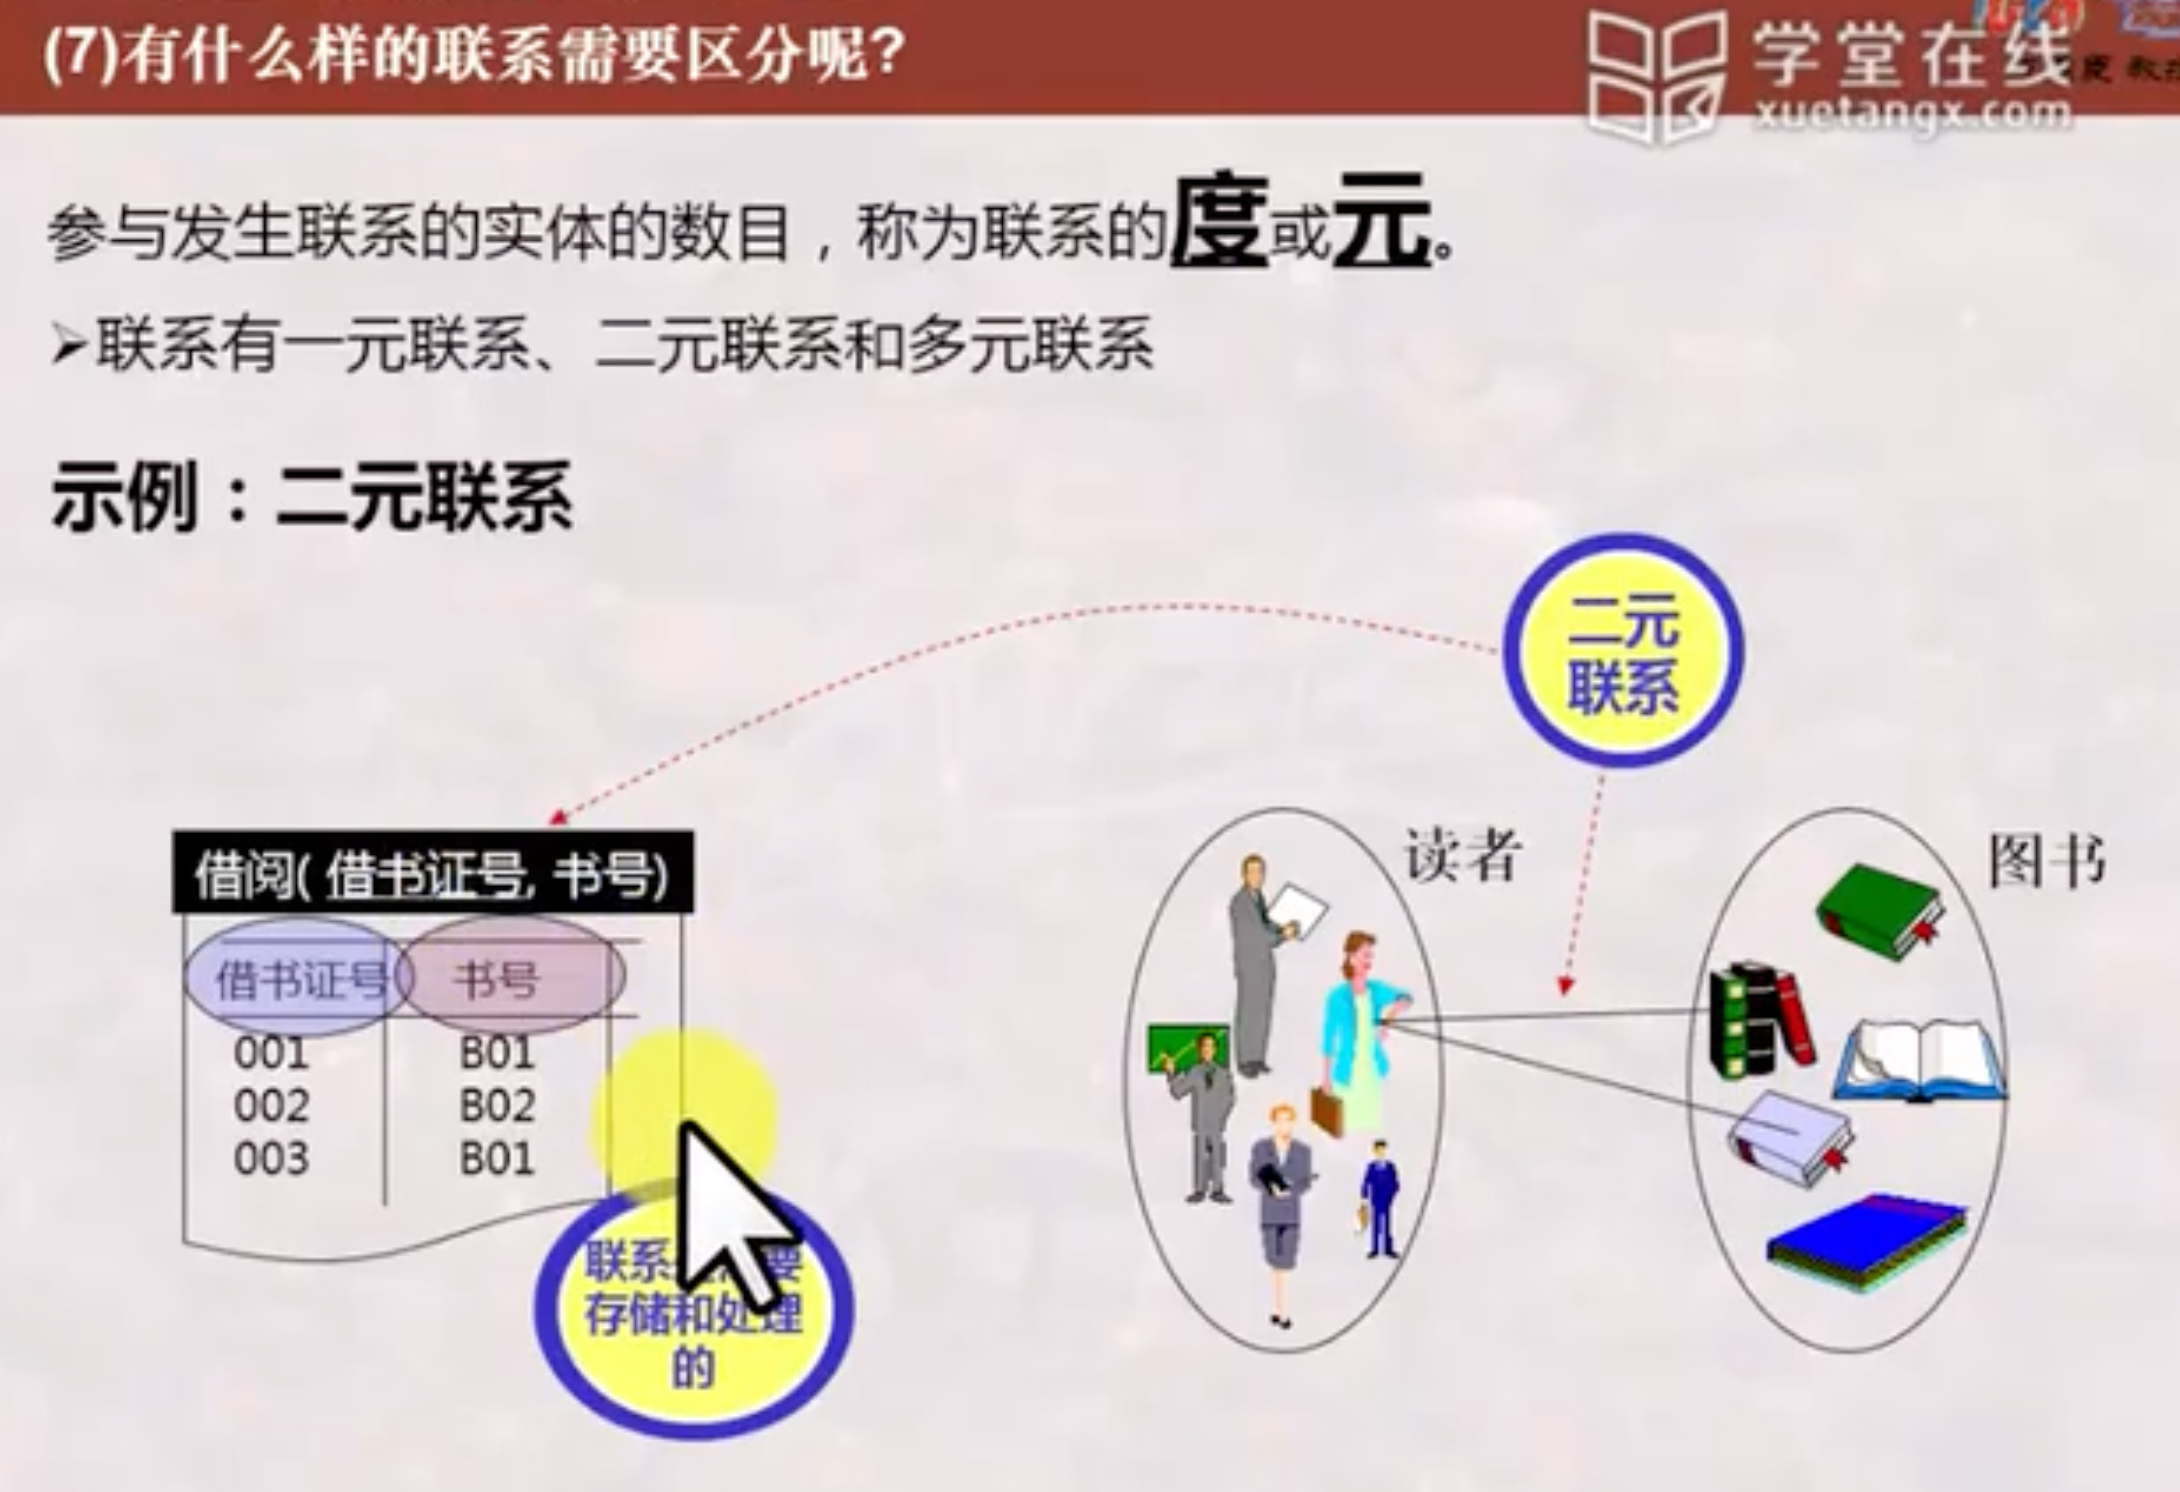 (7)有什么样的联系需要区分呢?
学堂在线
xuetangx.com
参与发生联系的实体的数目，称为联系的度或元。
➢联系有一元联系、二元联系和多元联系
示例：二元联系
二元
联系
借阅( 借书证号, 书号)
借书证号 书号
001 B01
002 B02
003 B01
读者
图书
联系 要
存储和处理
的